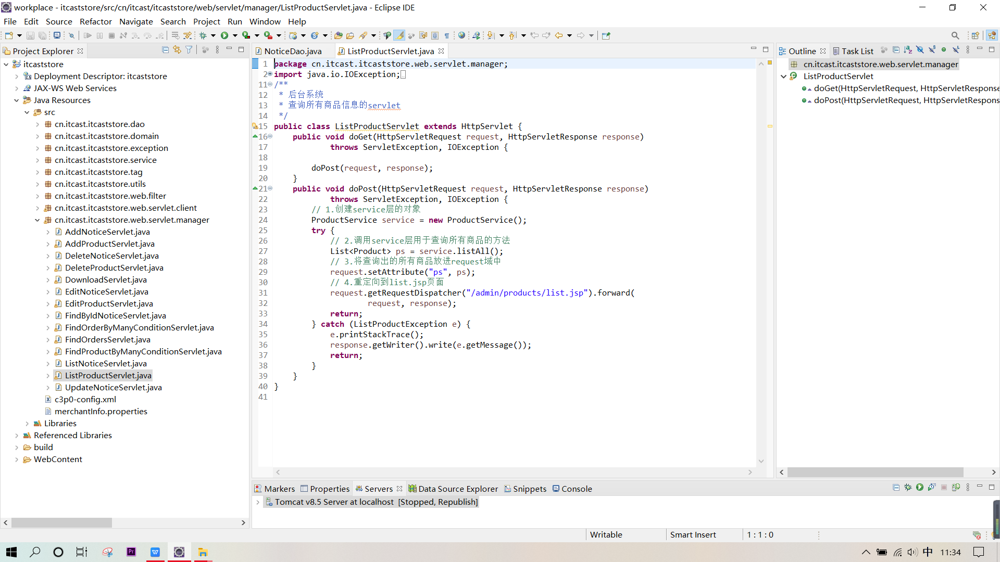 workplace - itcaststore/src/cn/itcast/itcaststore/web/servlet/manager/ListProductServlet.java - Eclipse IDE
File Edit Source Refactor Navigate Search Project Run Window Help
Project Explorer
itcaststore
Deployment Descriptor: itcaststore
JAX-WS Web Services
Java Resources
src
cn.itcast.itcaststore.dao
cn.itcast.itcaststore.domain
cn.itcast.itcaststore.exception
cn.itcast.itcaststore.service
cn.itcast.itcaststore.tag
cn.itcast.itcaststore.utils
cn.itcast.itcaststore.web.filter
cn.itcast.itcaststore.web.servlet.client
cn.itcast.itcaststore.web.servlet.manager
AddNoticeServlet.java
AddProductServlet.java
DeleteNoticeServlet.java
DeleteProductServlet.java
DownloadServlet.java
EditNoticeServlet.java
EditProductServlet.java
FindByIdNoticeServlet.java
FindOrderByManyConditionServlet.java
FindOrdersServlet.java
FindProductByManyConditionServlet.java
ListNoticeServlet.java
ListProductServlet.java
UpdateNoticeServlet.java
c3p0-config.xml
merchantInfo.properties
Libraries
Referenced Libraries
build
WebContent
NoticeDao.java ListProductServlet.java
1 package cn.itcast.itcaststore.web.servlet.manager;
2 import java.io.IOException;
11 /**
12 * 后台系统
13 * 查询所有商品信息的servlet
14 */
15 public class ListProductServlet extends HttpServlet {
16 public void doGet(HttpServletRequest request, HttpServletResponse response)
17 throws ServletException, IOException {
18
19 doPost(request, response);
20 }
21 public void doPost(HttpServletRequest request, HttpServletResponse response)
22 throws ServletException, IOException {
23 // 1.创建service层的对象
24 ProductService service = new ProductService();
25 try {
26 // 2.调用service层用于查询所有商品的方法
27 List<Product> ps = service.listAll();
28 // 3.将查询出的所有商品放进request域中
29 request.setAttribute("ps", ps);
30 // 4.重定向到list.jsp页面
31 request.getRequestDispatcher("/admin/products/list.jsp").forward(
32 request, response);
33 return;
34 } catch (ListProductException e) {
35 e.printStackTrace();
36 response.getWriter().write(e.getMessage());
37 return;
38 }
39 }
40 }
41
Outline Task List
cn.itcast.itcaststore.web.servlet.manager
ListProductServlet
doGet(HttpServletRequest, HttpServletResponse
doPost(HttpServletRequest, HttpServletRespons
Markers Properties Servers Data Source Explorer Snippets Console
Tomcat v8.5 Server at localhost [Stopped, Republish]
Writable Smart Insert 1 : 1 : 0
Pr W 中 11:34